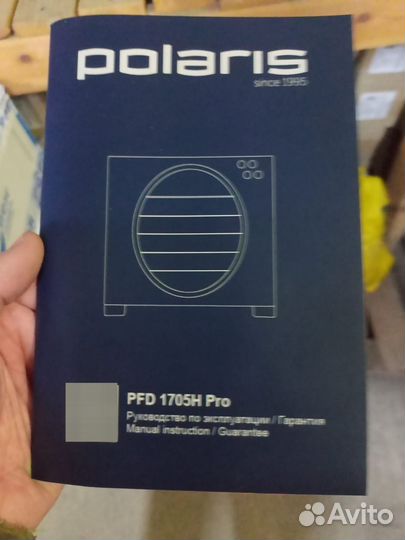 polaris
since 1995
PFD 1705H Pro
Руководство по эксплуатации / Гарантия
Manual instruction / Guarantee
Avito